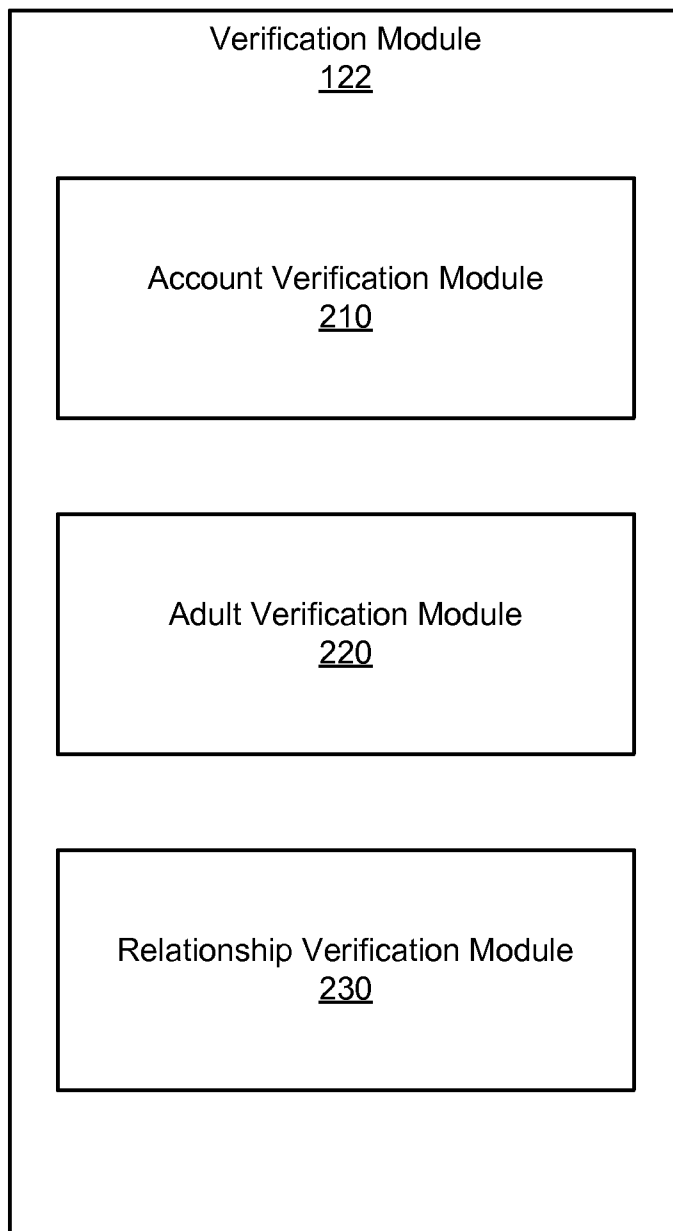 Verification Module
122
Account Verification Module
210
Adult Verification Module
220
Relationship Verification Module
230